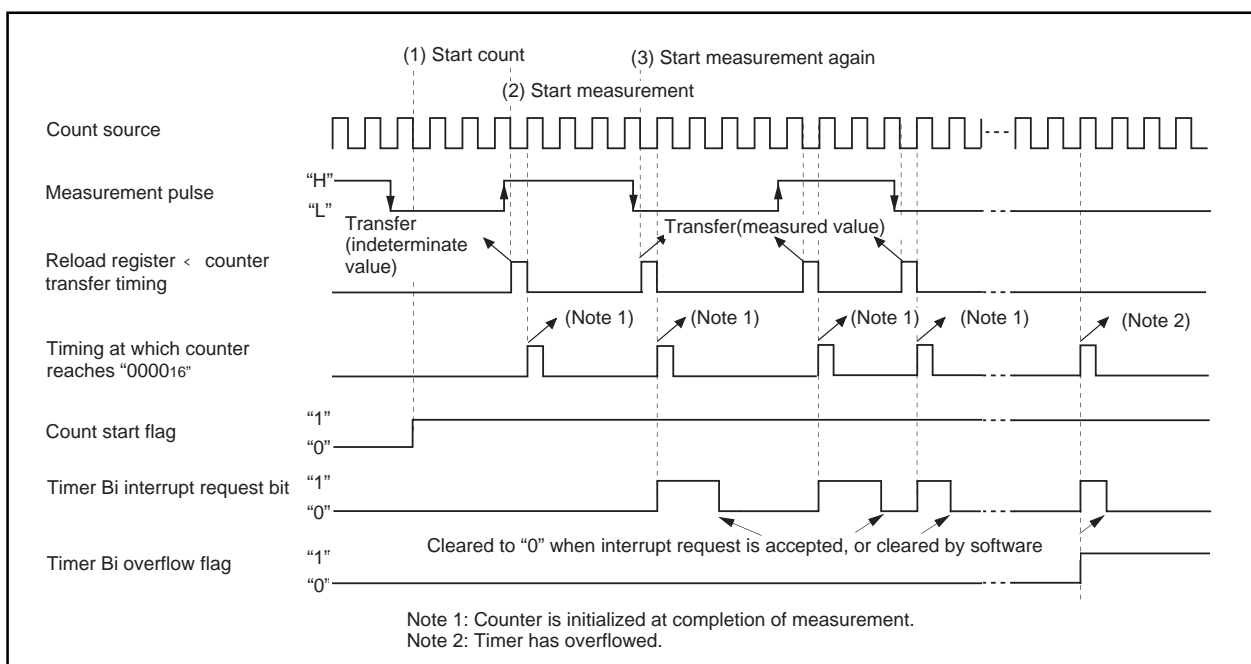 (1) Start count
(3) Start measurement again
(2) Start measurement
Count source
Measurement pulse
“H”
“L”
Transfer
(indeterminate
value)
Transfer(measured value)
Reload register < counter
transfer timing
(Note 1)
(Note 1)
(Note 1)
(Note 1)
(Note 2)
Timing at which counter
reaches “000016”
Count start flag
“1”
“0”
Timer Bi interrupt request bit
“1”
“0”
Cleared to “0” when interrupt request is accepted, or cleared by software
Timer Bi overflow flag
“1”
“0”
Note 1: Counter is initialized at completion of measurement.
Note 2: Timer has overflowed.